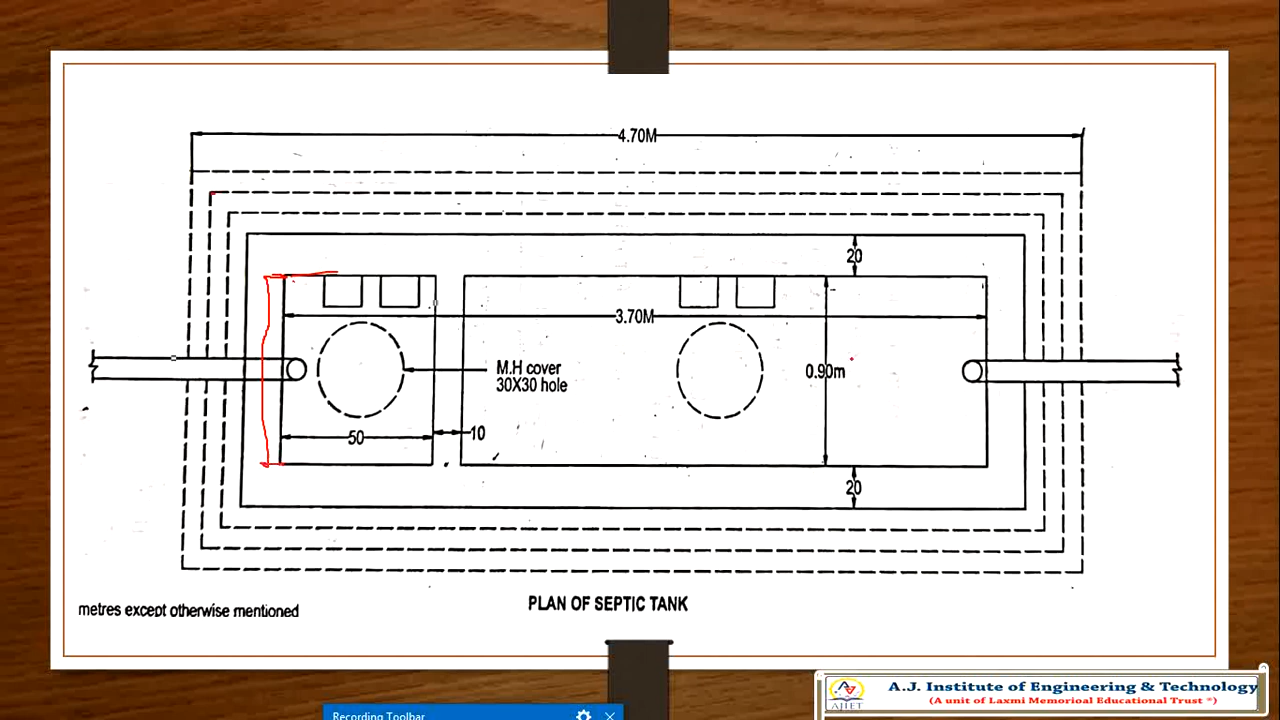 4.70M
20
3.70M
M.H cover
30X30 hole
0.90m
50
10
20
PLAN OF SEPTIC TANK
metres except otherwise mentioned
A.J. Institute of Engineering & Technology
(A unit of Laxmi Memorioal Educational Trust ®)
AJIET
Recording Toolbar